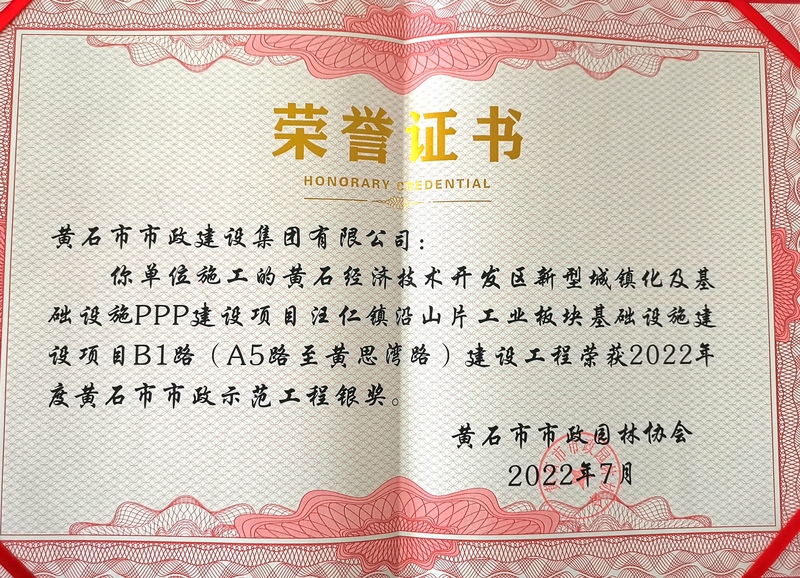 荣誉证书
HONORARY CREDENTIAL
黄石市市政建设集团有限公司：
你单位施工的黄石经济技术开发区新型城镇化及基
础设施PPP建设项目汪仁镇沿山片工业板块基础设施建
设项目B1路（A5路至黄思湾路）建设工程荣获2022年
度黄石市市政示范工程银奖。
黄石市市政园林协会
2022年7月